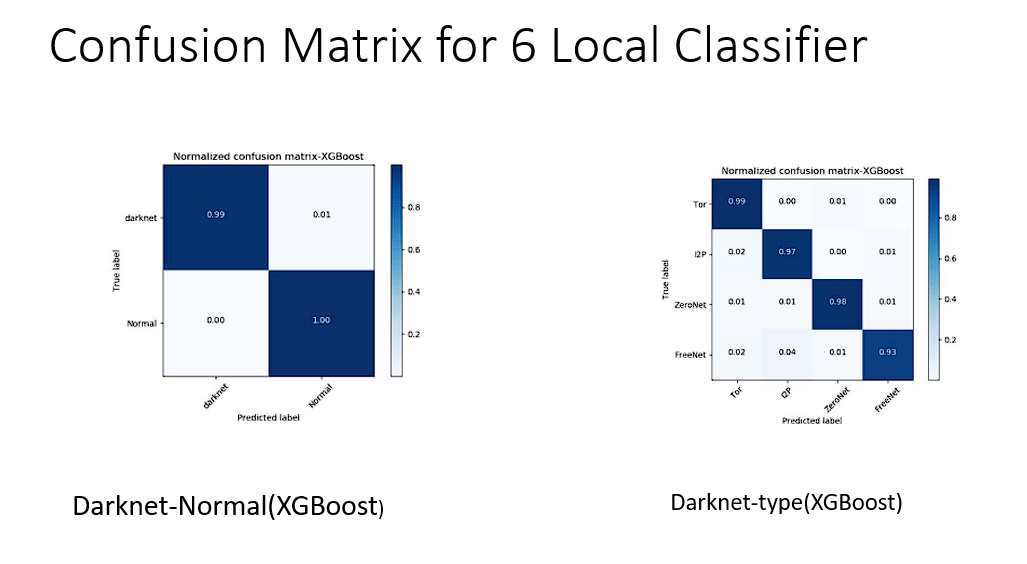 Confusion Matrix for 6 Local Classifier
Normalized confusion matrix-XGBoost
True label
darknet
0.99 0.01
Normal
0.00 1.00
darknet Normal
Predicted label
0.8
0.6
0.4
0.2
Darknet-Normal(XGBoost)
Normalized confusion matrix-XGBoost
True label
Tor
0.99 0.00 0.01 0.00
I2P
0.02 0.97 0.00 0.01
ZeroNet
0.01 0.01 0.98 0.01
FreeNet
0.02 0.04 0.01 0.93
Tor I2P ZeroNet FreeNet
Predicted label
0.8
0.6
0.4
0.2
Darknet-type(XGBoost)